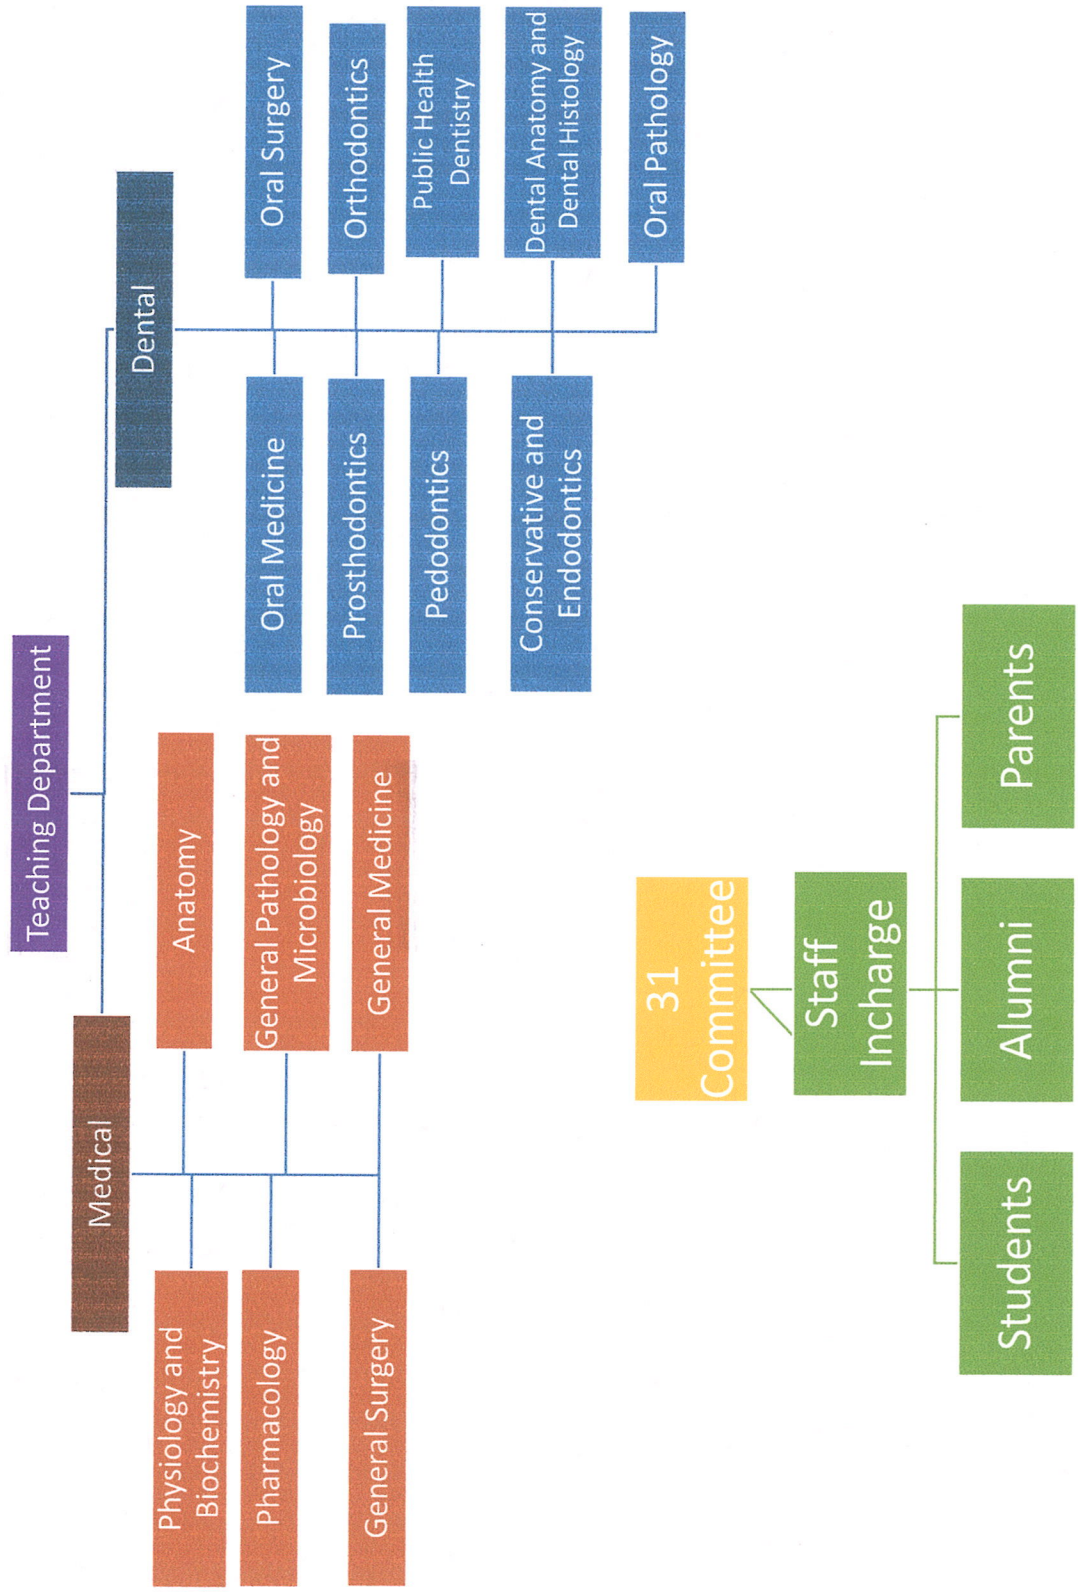 Teaching Department
Medical
Dental
Physiology and
Biochemistry
Anatomy
Pharmacology
General Pathology and
Microbiology
General Surgery
General Medicine
Oral Medicine
Oral Surgery
Prosthodontics
Orthodontics
Pedodontics
Public Health
Dentistry
Conservative and
Endodontics
Dental Anatomy and
Dental Histology
Oral Pathology
31
Committee
Staff
Incharge
Students
Alumni
Parents